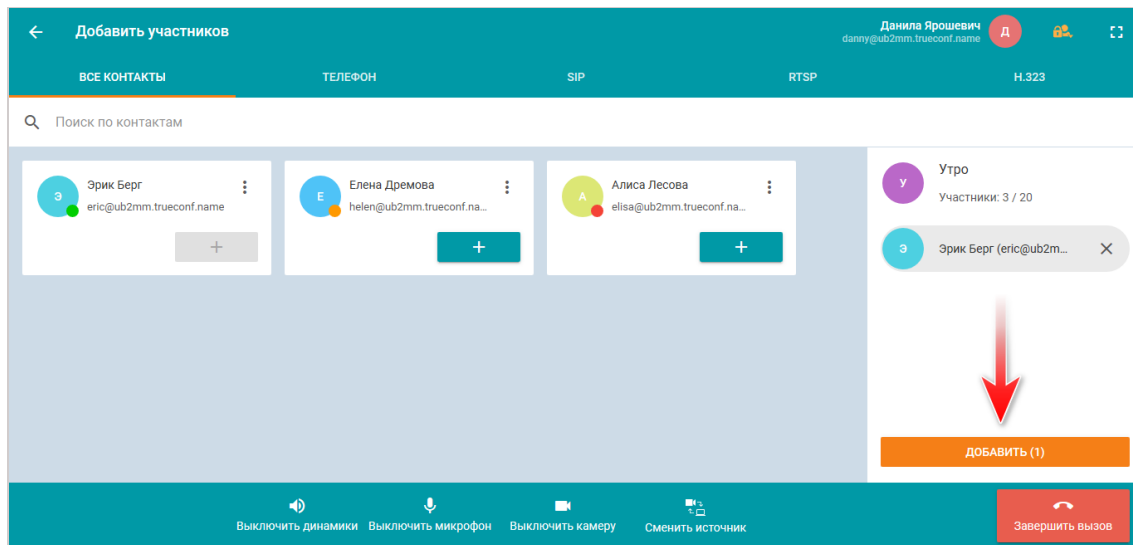 Добавить участников
Данила Ярошевич
danny@ub2mm.trueconf.name
Д
ВСЕ КОНТАКТЫ
ТЕЛЕФОН
SIP
RTSP
H.323
Поиск по контактам
Э
Эрик Берг
eric@ub2mm.trueconf.name
+
Е
Елена Дремова
helen@ub2mm.trueconf.na...
+
А
Алиса Лесова
elisa@ub2mm.trueconf.na...
+
У
Утро
Участники: 3 / 20
Э
Эрик Берг (eric@ub2m...
ДОБАВИТЬ (1)
Выключить динамики
Выключить микрофон
Выключить камеру
Сменить источник
Завершить вызов